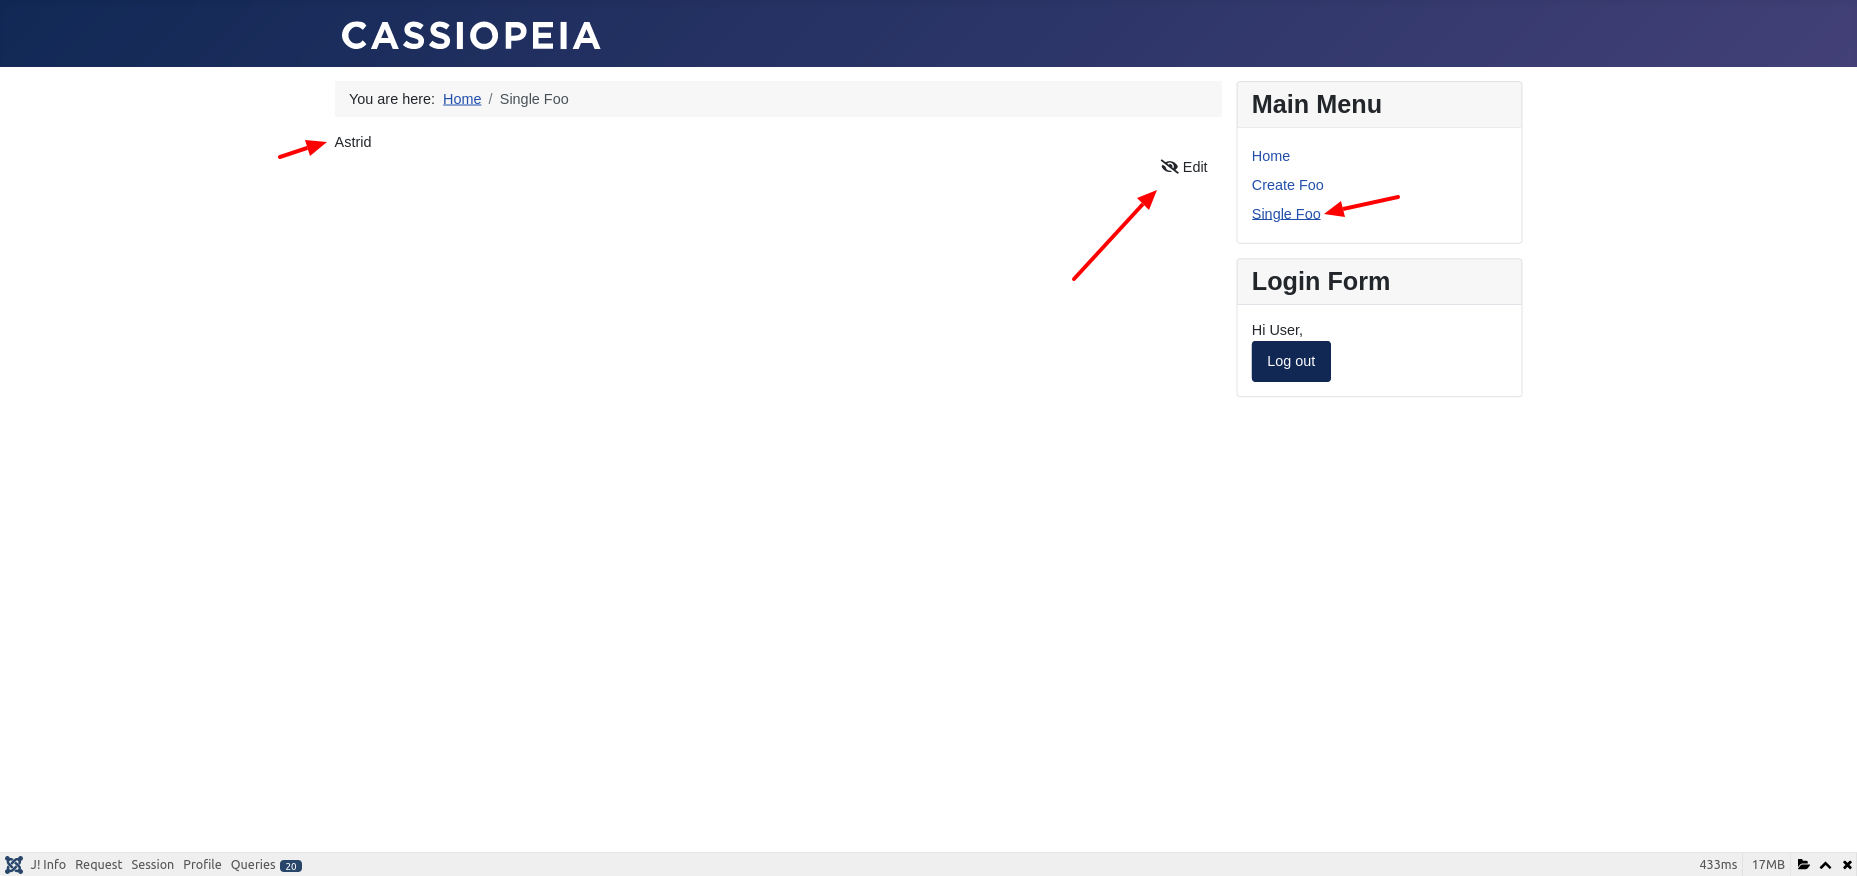 CASSIOPEIA
You are here: Home / Single Foo
Astrid
Edit
Main Menu
Home
Create Foo
Single Foo
Login Form
Hi User,
Log out
J! Info Request Session Profile Queries 20 433ms 17MB